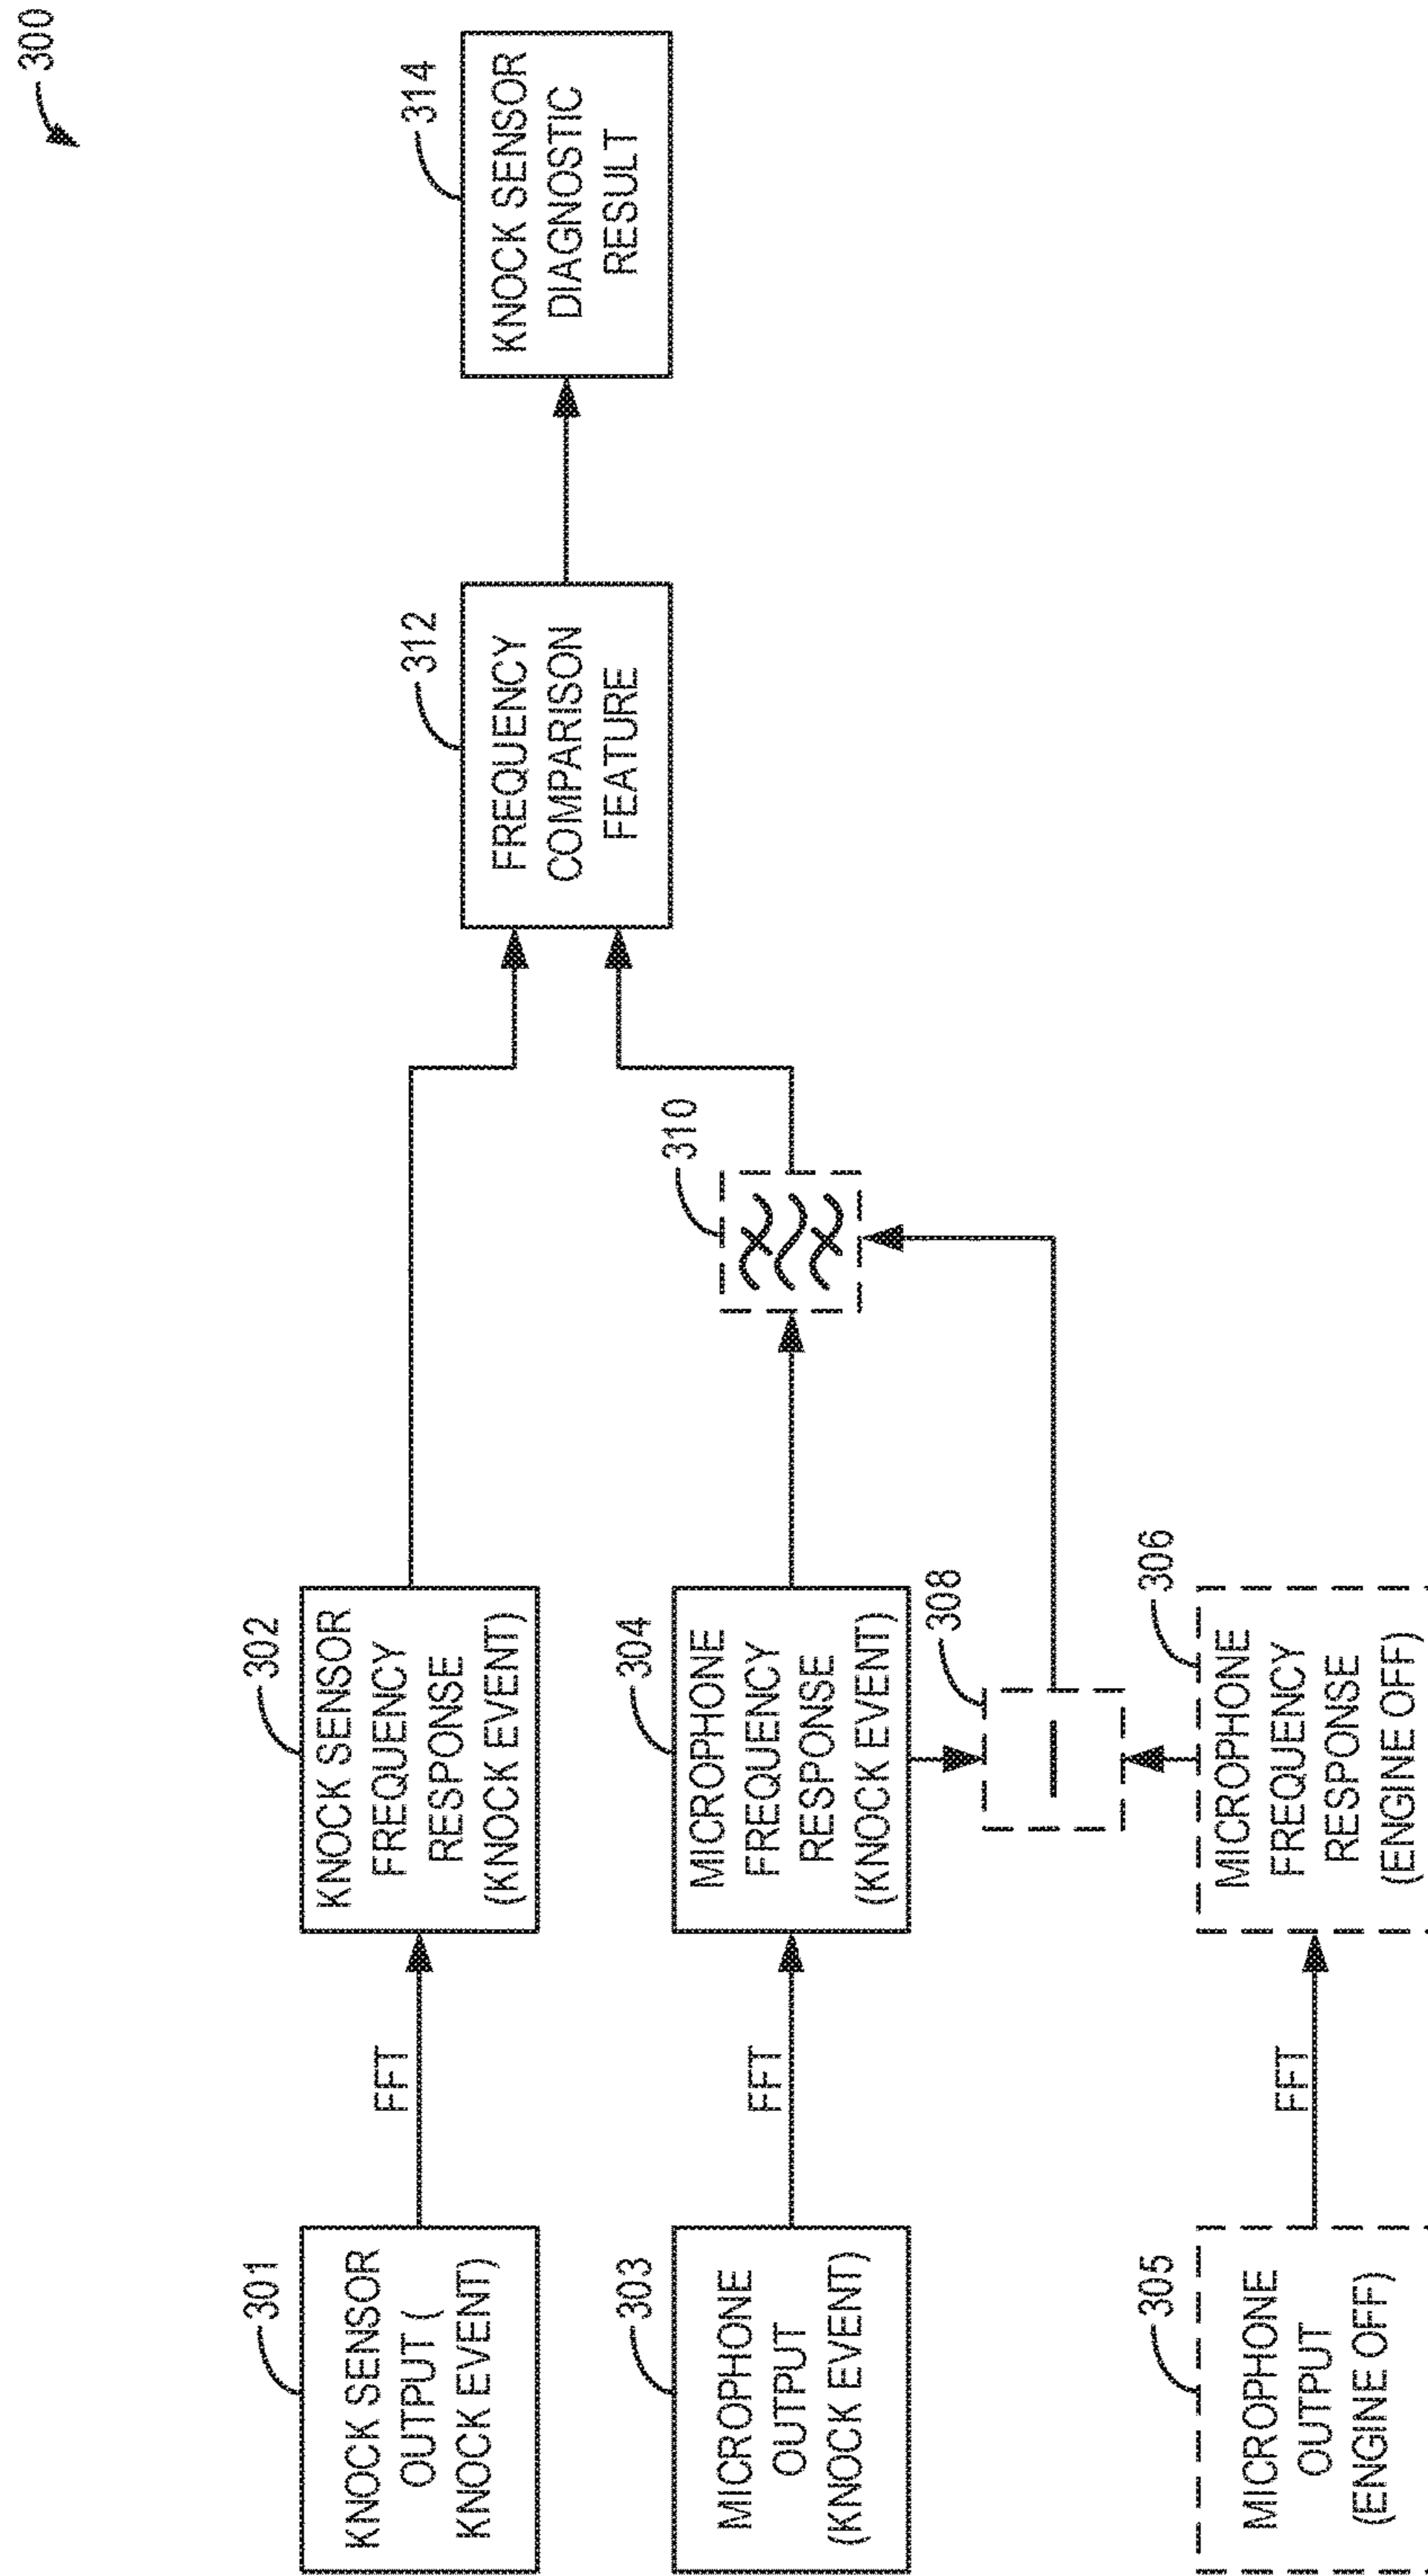 300
301
KNOCK SENSOR
OUTPUT (
KNOCK EVENT)
FFT
302
KNOCK SENSOR
FREQUENCY
RESPONSE
(KNOCK EVENT)
303
MICROPHONE
OUTPUT
(KNOCK EVENT)
FFT
304
MICROPHONE
FREQUENCY
RESPONSE
(KNOCK EVENT)
305
MICROPHONE
OUTPUT
(ENGINE OFF)
FFT
306
MICROPHONE
FREQUENCY
RESPONSE
(ENGINE OFF)
308
310
312
FREQUENCY
COMPARISON
FEATURE
314
KNOCK SENSOR
DIAGNOSTIC
RESULT